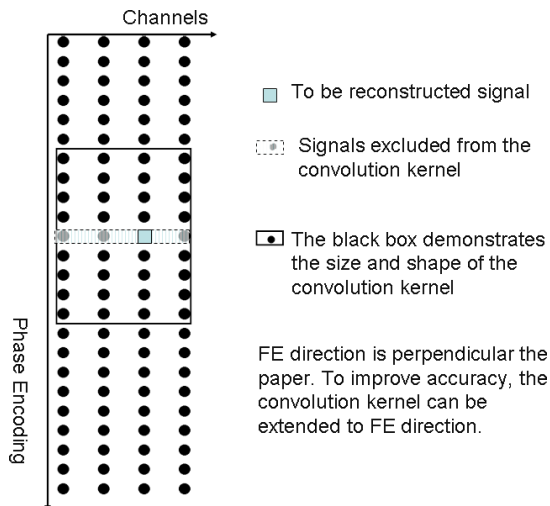 Channels
To be reconstructed signal
Signals excluded from the
convolution kernel
The black box demonstrates
the size and shape of the
convolution kernel
Phase Encoding
FE direction is perpendicular the
paper. To improve accuracy, the
convolution kernel can be
extended to FE direction.